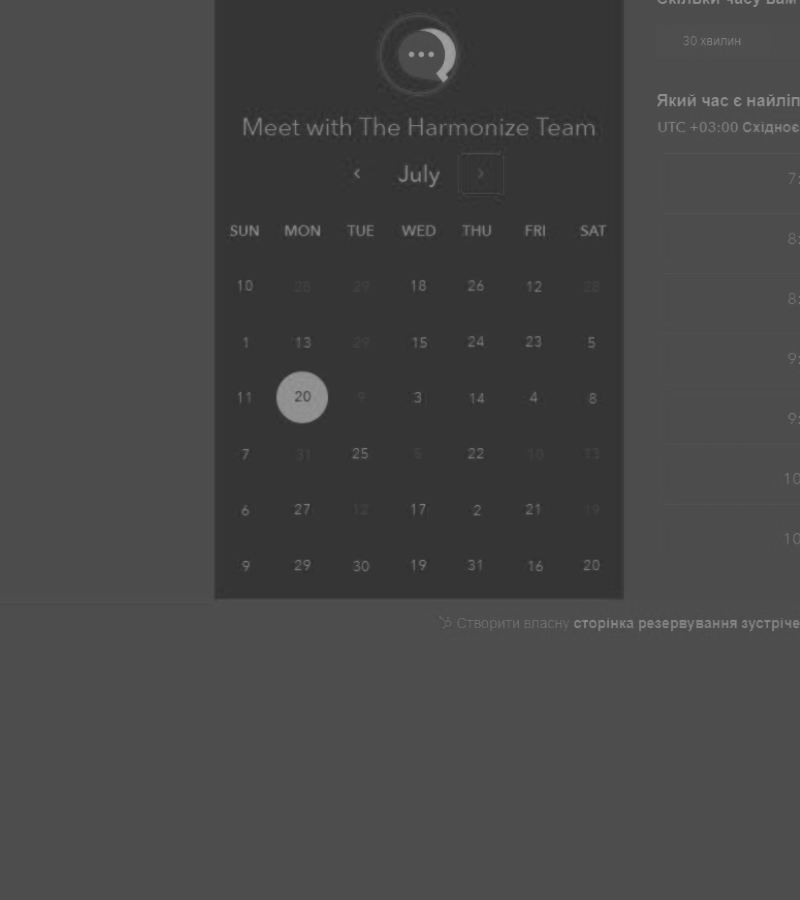 Meet with The Harmonize Team
‹ July ›
SUN MON TUE WED THU FRI SAT
10 28 29 18 26 12 28
1 13 29 15 24 23 5
11 20 9 3 14 4 8
7 31 25 5 22 10 13
6 27 12 17 2 21 19
9 29 30 19 31 16 20
Скільки часу вам
30 хвилин
Який час є найліп
UTC +03:00 Східноє
7:
8:
8:
9:
9:
10
10
Створити власну сторінка резервування зустріче